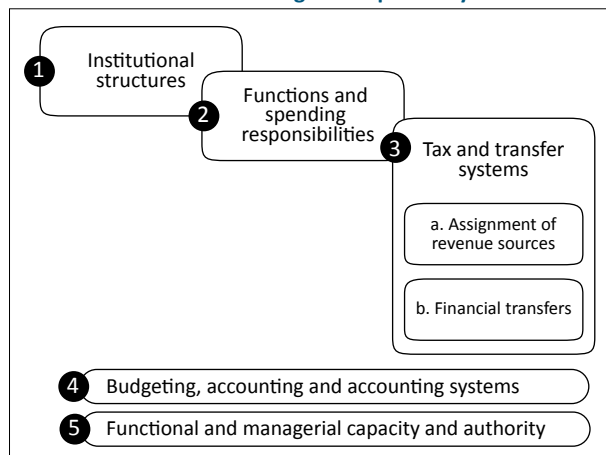 1
Institutional
structures
2
Functions and
spending
responsibilities
3
Tax and transfer
systems
a. Assignment of
revenue sources
b. Financial transfers
4
Budgeting, accounting and accounting systems
5
Functional and managerial capacity and authority